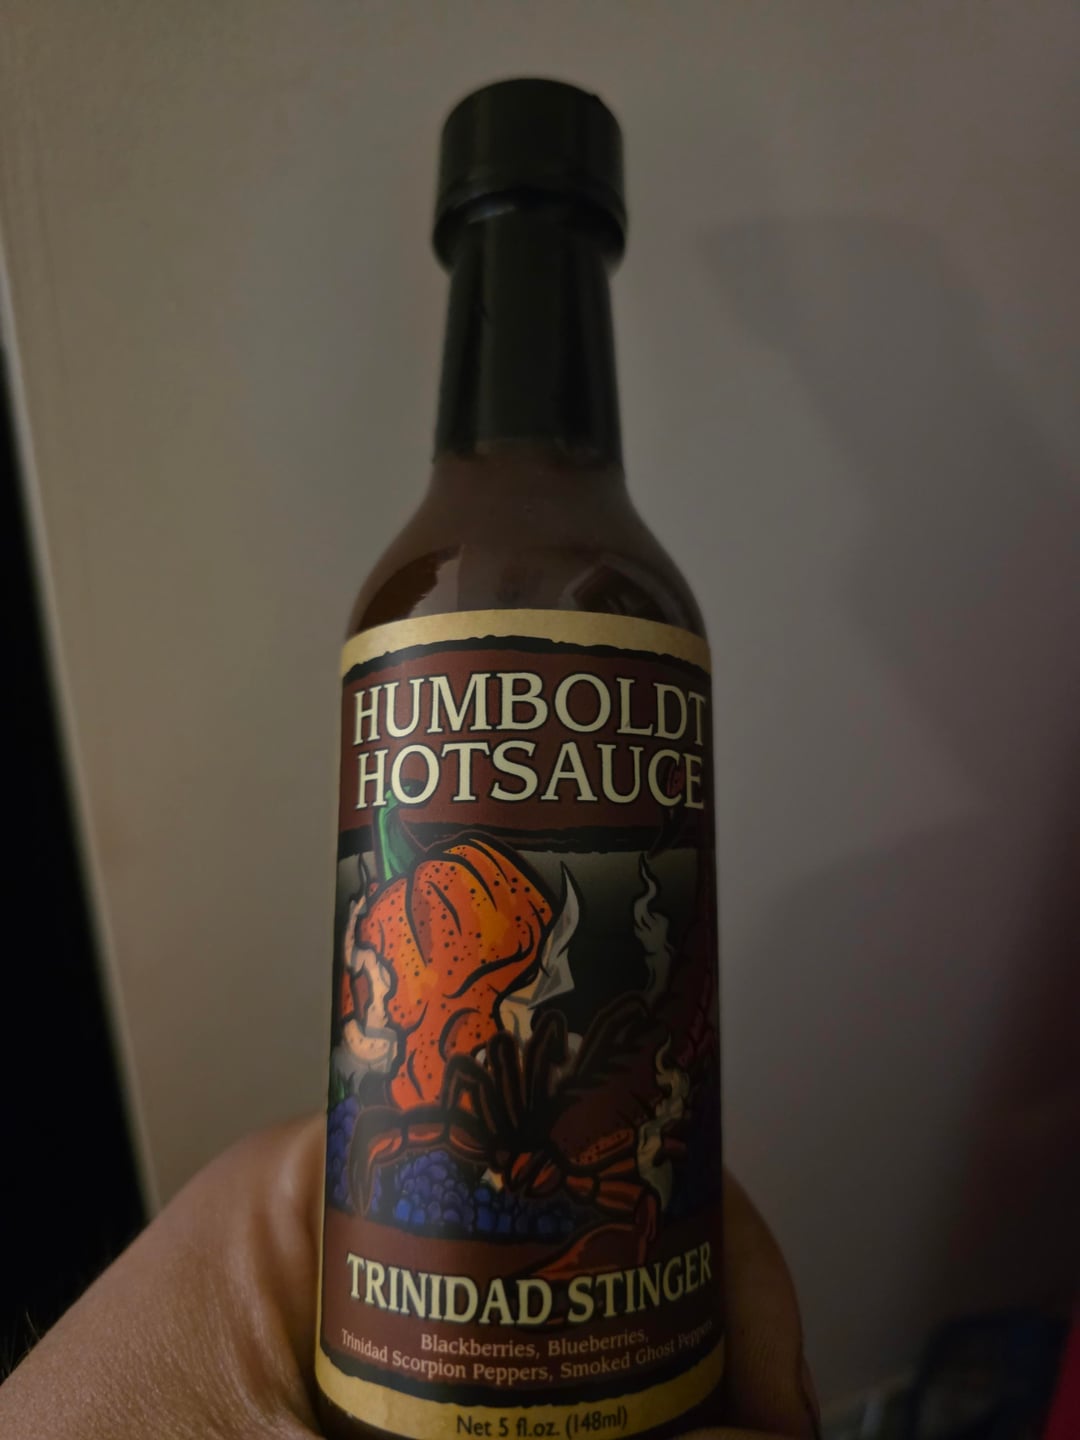 HUMBOLDT
HOTSAUCE
TRINIDAD STINGER
Blackberries, Blueberries,
Trinidad Scorpion Peppers, Smoked Ghost Peppers
Net 5 fl.oz. (148ml)